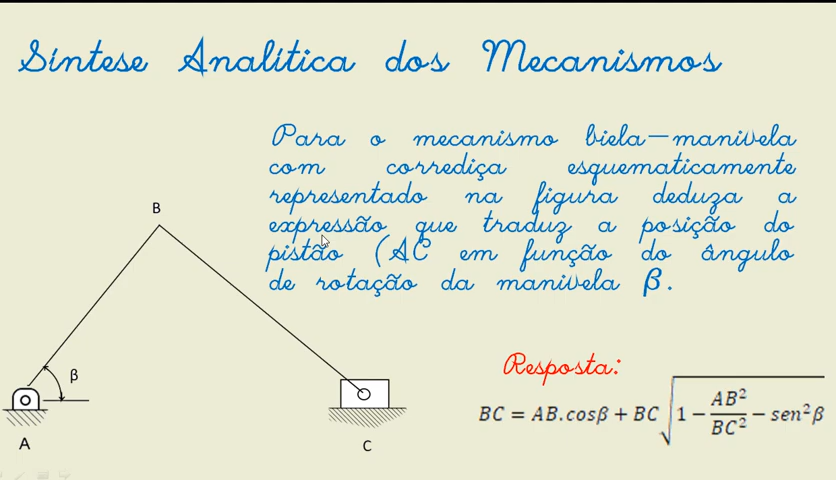 Síntese Analítica dos Mecanismos
Para o mecanismo biela-manivela
com corrediça esquematicamente
representado na figura deduza a
expressão que traduz a posição do
pistão (AC em função do ângulo
de rotação da manivela β.
B
β
A
C
Resposta:
BC = AB.cosβ + BC √(1 − AB²/BC² − sen²β)